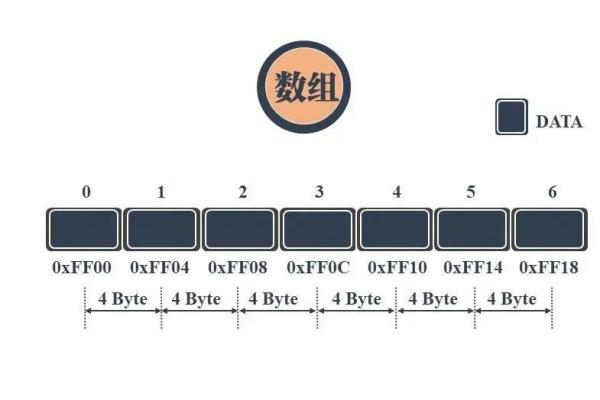 数组
DATA
0 1 2 3 4 5 6
0xFF00 0xFF04 0xFF08 0xFF0C 0xFF10 0xFF14 0xFF18
4 Byte 4 Byte 4 Byte 4 Byte 4 Byte 4 Byte